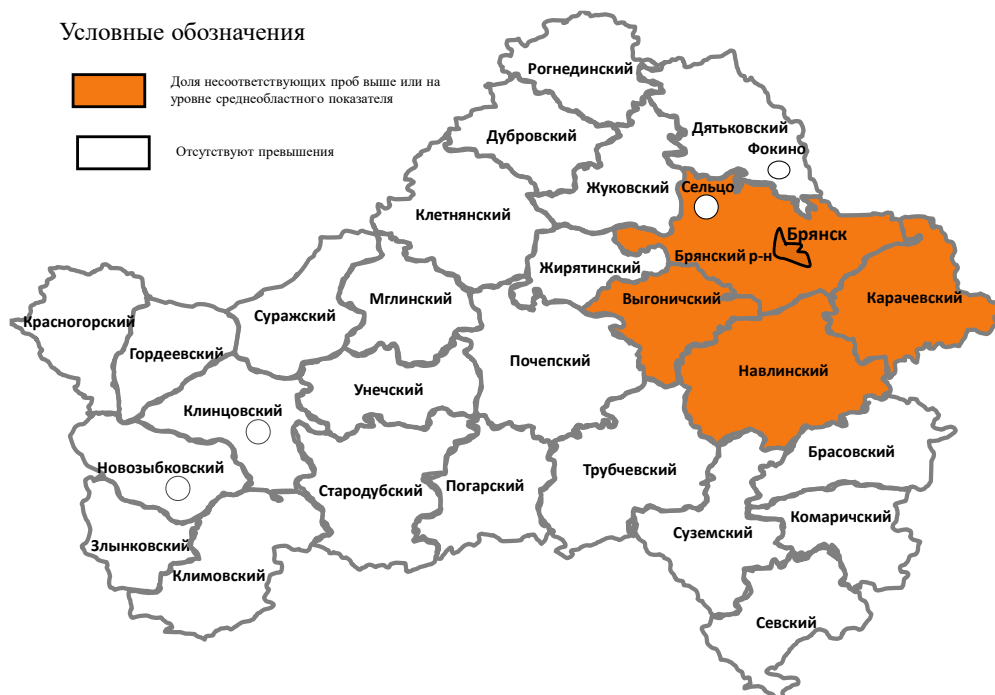 Условные обозначения
Доля несоответствующих проб выше или на
уровне среднеобластного показателя
Отсутствуют превышения
Рогнединский
Дубровский
Дятьковский
Фокино
Жуковский
Сельцо
Клетнянский
Брянск
Брянский р-н
Жирятинский
Выгоничский
Карачевский
Мглинский
Суражский
Красногорский
Гордеевский
Почепский
Навлинский
Унечский
Клинцовский
Брасовский
Новозыбковский
Стародубский
Погарский
Трубчевский
Комаричский
Суземский
Злынковский
Климовский
Севский